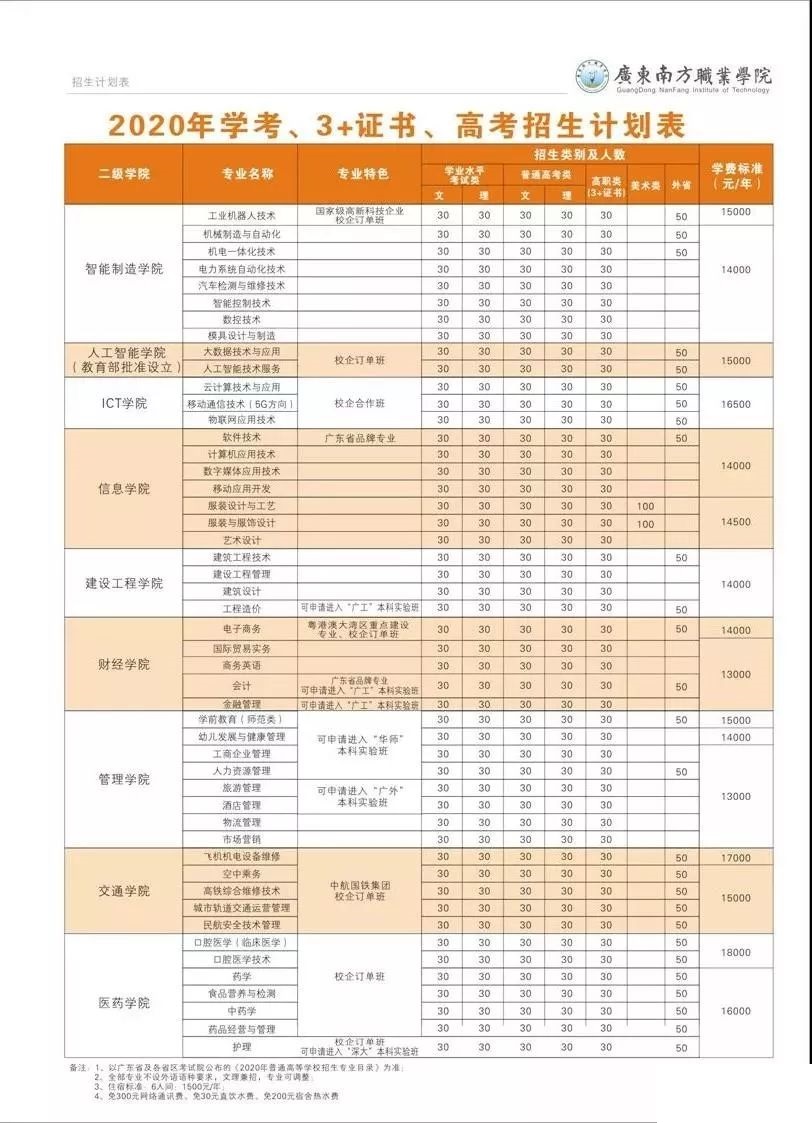 招生计划表
廣東南方職業學院
GuangDong NanFang Institute of Technology
2020年学考、3+证书、高考招生计划表
二级学院 专业名称 专业特色 招生类别及人数 学费标准（元/年）
学业水平考试类 普通高考类 高职类(3+证书) 美术类 外省
文 理 文 理
智能制造学院
工业机器人技术 国家级高新科技企业 校企订单班 30 30 30 30 30 50 15000
机械制造与自动化 30 30 30 30 30 50 14000
机电一体化技术 30 30 30 30 30 50
电力系统自动化技术 30 30 30 30 30
汽车检测与维修技术 30 30 30 30 30
智能控制技术 30 30 30 30 30
数控技术 30 30 30 30 30
模具设计与制造 30 30 30 30 30
人工智能学院
（教育部批准设立）
大数据技术与应用 校企订单班 30 30 30 30 30 50 15000
人工智能技术服务 30 30 30 30 30 50
ICT学院
云计算技术与应用 校企合作班 30 30 30 30 30 50 16500
移动通信技术（5G方向） 30 30 30 30 30 50
物联网应用技术 30 30 30 30 30 50
信息学院
软件技术 广东省品牌专业 30 30 30 30 30 50 14000
计算机应用技术 30 30 30 30 30
数字媒体应用技术 30 30 30 30 30
移动应用开发 30 30 30 30 30
服装设计与工艺 30 30 30 30 30 100 14500
服装与服饰设计 30 30 30 30 30 100
艺术设计 30 30 30 30 30
建设工程学院
建筑工程技术 30 30 30 30 30 50 14000
建设工程管理 30 30 30 30 30
建筑设计 30 30 30 30 30
工程造价 可申请进入“广工”本科实验班 30 30 30 30 30 50
财经学院
电子商务 粤港澳大湾区重点建设专业、校企订单班 30 30 30 30 30 50 14000
国际贸易实务 30 30 30 30 30 13000
商务英语 30 30 30 30 30
会计 广东省品牌专业 可申请进入“广工”本科实验班 30 30 30 30 30 50
金融管理 可申请进入“广工”本科实验班 30 30 30 30 30
管理学院
学前教育（师范类） 可申请进入“华师”本科实验班 30 30 30 30 30 50 15000
幼儿发展与健康管理 30 30 30 30 30 14000
工商企业管理 30 30 30 30 30 13000
人力资源管理 30 30 30 30 30 50
旅游管理 可申请进入“广外”本科实验班 30 30 30 30 30
酒店管理 30 30 30 30 30
物流管理 30 30 30 30 30
市场营销 30 30 30 30 30
交通学院
飞机机电设备维修 中航国铁集团 校企订单班 30 30 30 30 30 50 17000
空中乘务 30 30 30 30 30 50 15000
高铁综合维修技术 30 30 30 30 30 50
城市轨道交通运营管理 30 30 30 30 30 50
民航安全技术管理 30 30 30 30 30 50
医药学院
口腔医学（临床医学） 校企订单班 30 30 30 30 30 50 18000
口腔医学技术 30 30 30 30 30 50
药学 30 30 30 30 30 50 16000
食品营养与检测 30 30 30 30 30 50
中药学 30 30 30 30 30 50
药品经营与管理 30 30 30 30 30 50
护理 校企订单班 可申请进入“深大”本科实验班 30 30 30 30 30 50
备注：1、以广东省及各省区考试院公布的《2020年普通高等学校招生专业目录》为准；
2、全部专业不设外语语种要求，文理兼招，专业可调整；
3、住宿标准：6人间：1500元/年；
4、免300元网络通讯费、免30元直饮水费、免200元宿舍热水费